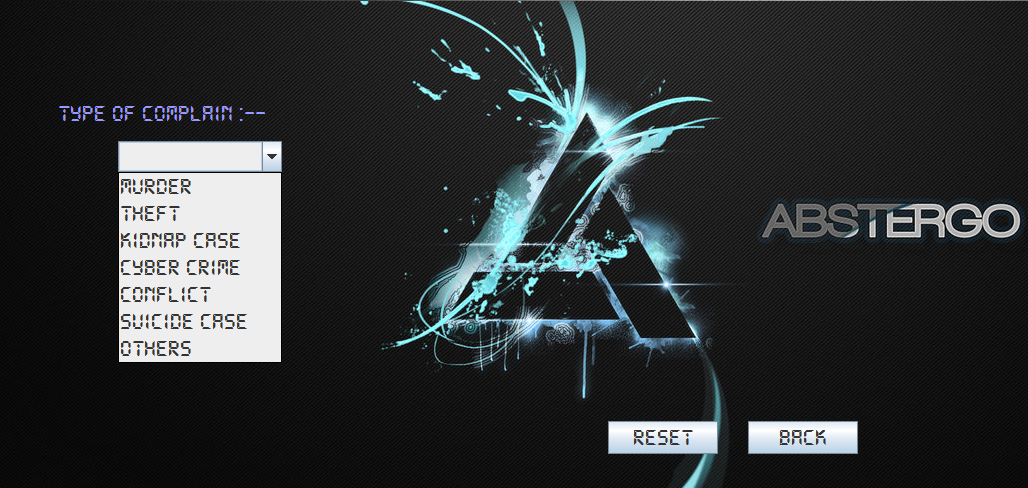 TYPE OF COMPLAIN :--
MURDER
THEFT
KIDNAP CASE
CYBER CRIME
CONFLICT
SUICIDE CASE
OTHERS
ABSTERGO
RESET
BACK